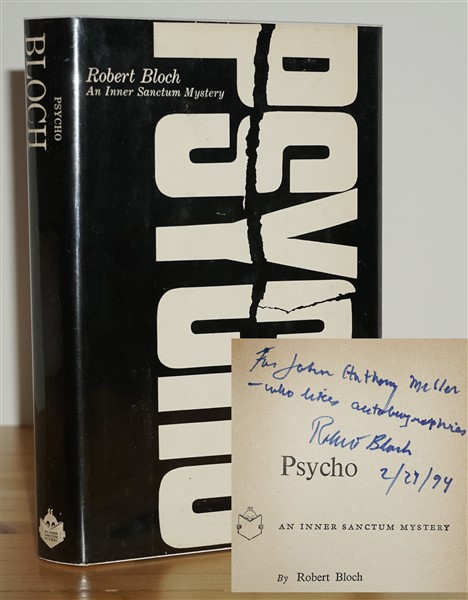 BLOCH
PSYCHO
Robert Bloch
An Inner Sanctum Mystery
PSYCHO
For John Anthony Miller
—who likes autobiographies
Robert Bloch
2/27/94
Psycho
AN INNER SANCTUM MYSTERY
By Robert Bloch